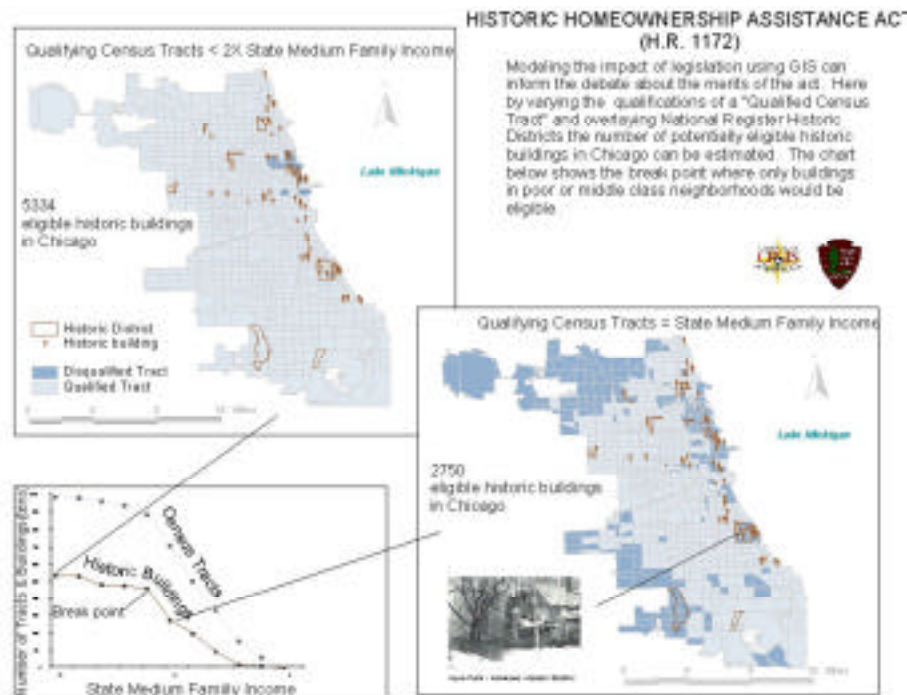 HISTORIC HOMEOWNERSHIP ASSISTANCE ACT
(H.R. 1172)
Modeling the impact of legislation using GIS can
inform the debate about the merits of the act. Here
by varying the qualifications of a "Qualified Census
Tract" and overlaying National Register Historic
Districts the number of potentially eligible historic
buildings in Chicago can be estimated. The chart
below shows the break point where only buildings
in poor or middle class neighborhoods would be
eligible
Qualifying Census Tracts < 2X State Medium Family Income
Lake Michigan
5334
eligible historic buildings
in Chicago
Historic District
Historic building
Disqualified Tract
Qualified Tract
Qualifying Census Tracts = State Medium Family Income
Lake Michigan
2750
eligible historic buildings
in Chicago
Number of Tracts & Buildings
Census Tracts
Historic Buildings
Break point
State Medium Family Income